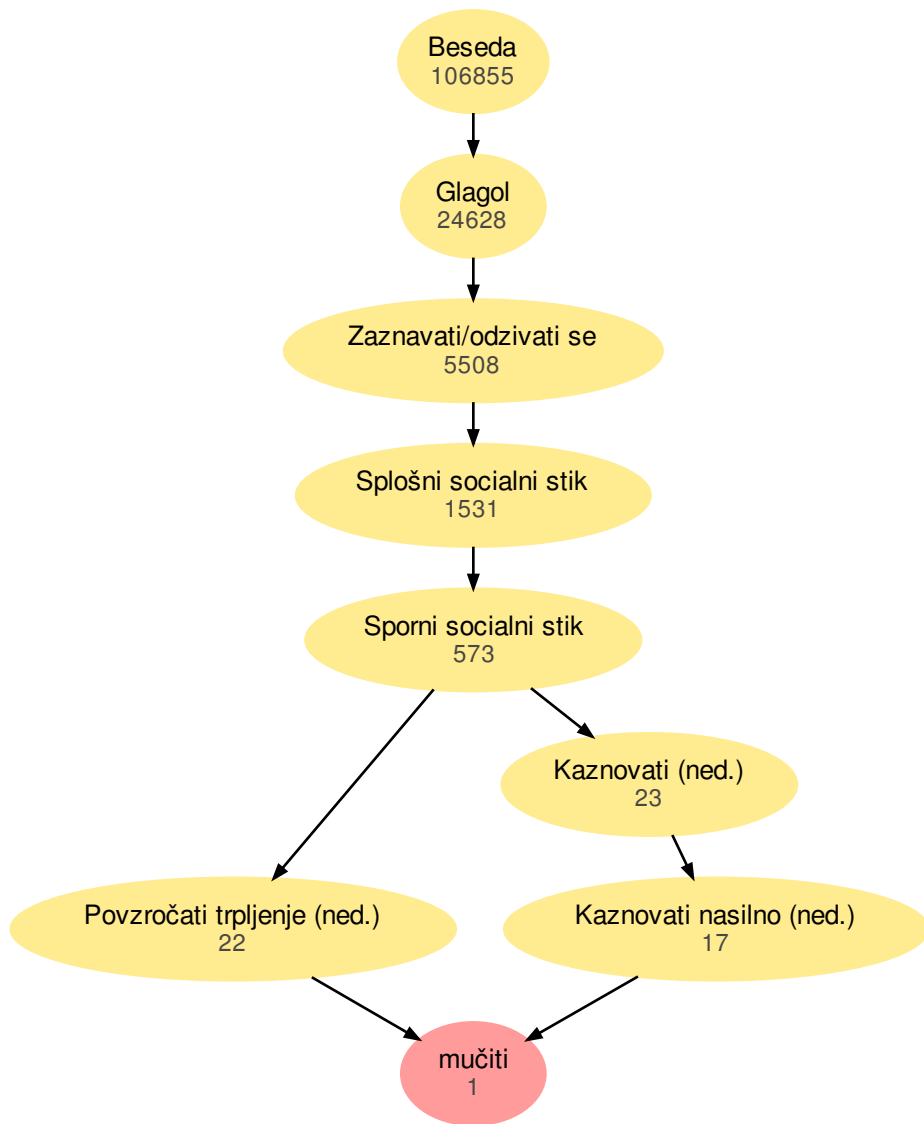 Beseda
106855
Glagol
24628
Zaznavati/odzivati se
5508
Splošni socialni stik
1531
Sporni socialni stik
573
Kaznovati (ned.)
23
Povzročati trpljenje (ned.)
22
Kaznovati nasilno (ned.)
17
mučiti
1